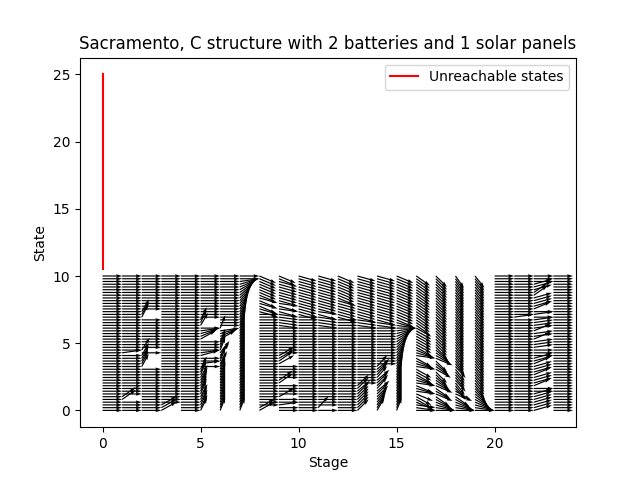 Sacramento, C structure with 2 batteries and 1 solar panels
Unreachable states
25
20
15
10
5
0
State
0 5 10 15 20
Stage